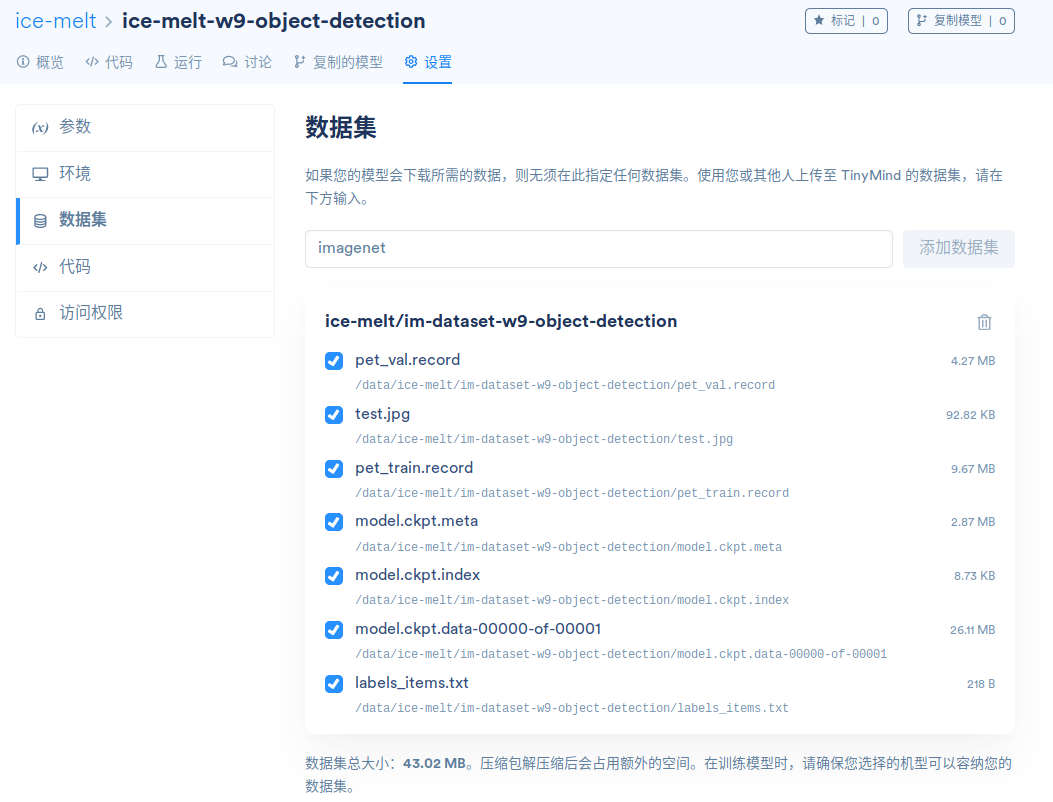 ice-melt > ice-melt-w9-object-detection
标记 | 0
复制模型 | 0
概览
代码
运行
讨论
复制的模型
设置
参数
环境
数据集
代码
访问权限
数据集
如果您的模型会下载所需的数据，则无须在此指定任何数据集。使用您或其他人上传至 TinyMind 的数据集，请在
下方输入。
imagenet
添加数据集
ice-melt/im-dataset-w9-object-detection
pet_val.record 4.27 MB
/data/ice-melt/im-dataset-w9-object-detection/pet_val.record
test.jpg 92.82 KB
/data/ice-melt/im-dataset-w9-object-detection/test.jpg
pet_train.record 9.67 MB
/data/ice-melt/im-dataset-w9-object-detection/pet_train.record
model.ckpt.meta 2.87 MB
/data/ice-melt/im-dataset-w9-object-detection/model.ckpt.meta
model.ckpt.index 8.73 KB
/data/ice-melt/im-dataset-w9-object-detection/model.ckpt.index
model.ckpt.data-00000-of-00001 26.11 MB
/data/ice-melt/im-dataset-w9-object-detection/model.ckpt.data-00000-of-00001
labels_items.txt 218 B
/data/ice-melt/im-dataset-w9-object-detection/labels_items.txt
数据集总大小：43.02 MB。压缩包解压缩后会占用额外的空间。在训练模型时，请确保您选择的机型可以容纳您的
数据集。